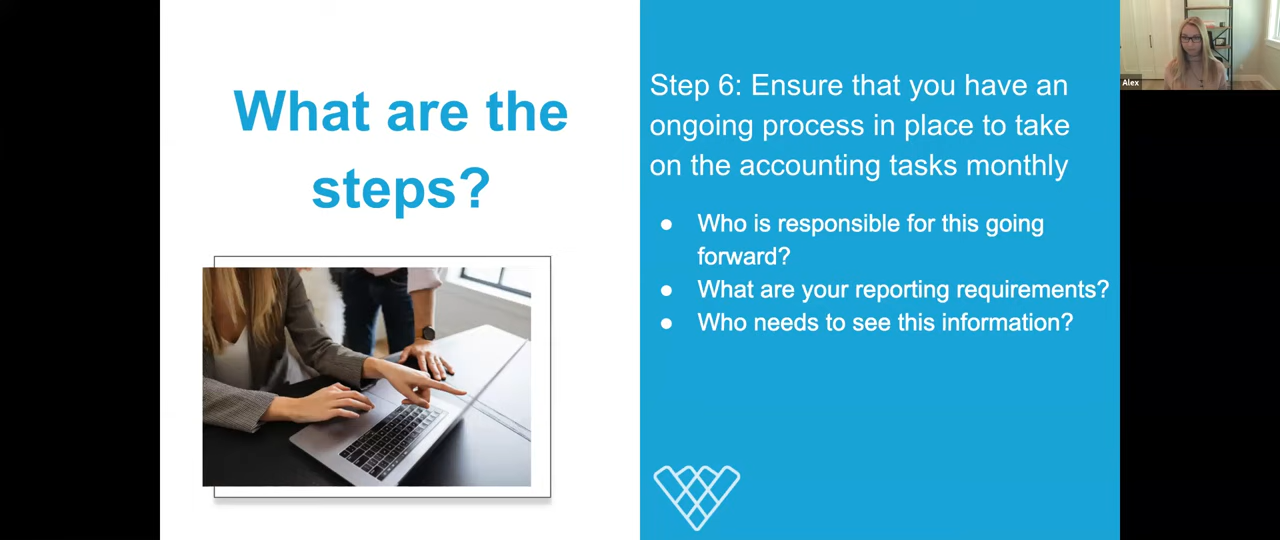 What are the
steps?
Step 6: Ensure that you have an
ongoing process in place to take
on the accounting tasks monthly
● Who is responsible for this going
forward?
● What are your reporting requirements?
● Who needs to see this information?
Alex